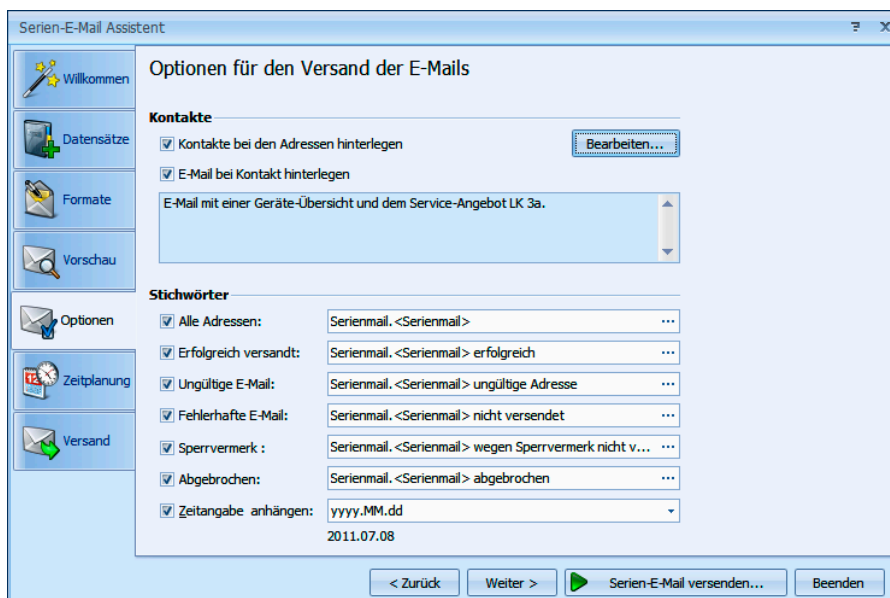 Serien-E-Mail Assistent
Willkommen
Datensätze
Formate
Vorschau
Optionen
Zeitplanung
Versand
Optionen für den Versand der E-Mails
Kontakte
Kontakte bei den Adressen hinterlegen
Bearbeiten...
E-Mail bei Kontakt hinterlegen
E-Mail mit einer Geräte-Übersicht und dem Service-Angebot LK 3a.
Stichwörter
Alle Adressen: Serienmail.<Serienmail> ...
Erfolgreich versandt: Serienmail.<Serienmail> erfolgreich ...
Ungültige E-Mail: Serienmail.<Serienmail> ungültige Adresse ...
Fehlerhafte E-Mail: Serienmail.<Serienmail> nicht versendet ...
Sperrvermerk : Serienmail.<Serienmail> wegen Sperrvermerk nicht v... ...
Abgebrochen: Serienmail.<Serienmail> abgebrochen ...
Zeitangabe anhängen: yyyy.MM.dd
2011.07.08
< Zurück Weiter > Serien-E-Mail versenden... Beenden